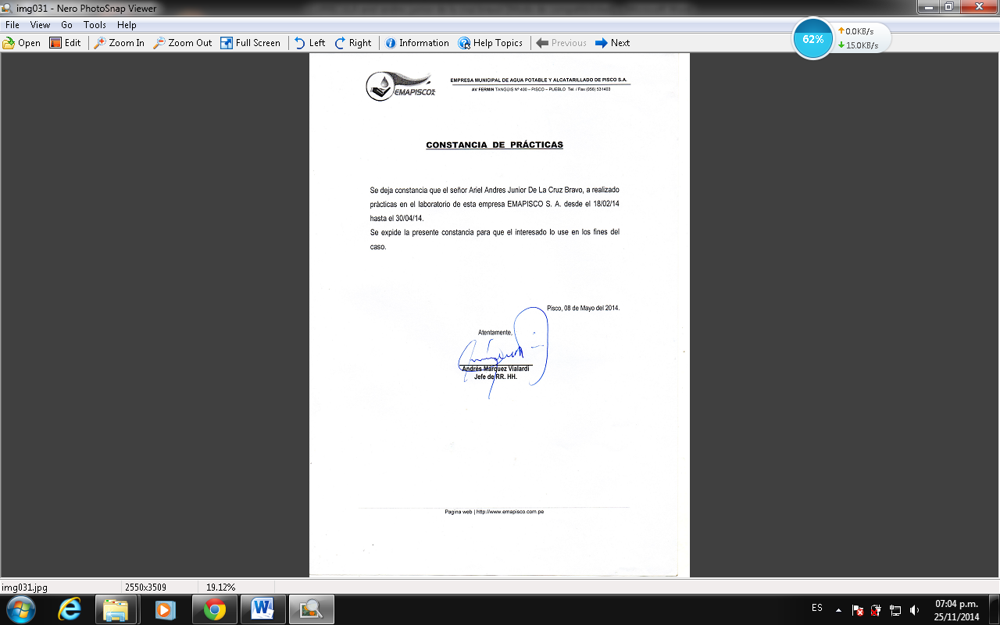 img031 - Nero PhotoSnap Viewer
File View Go Tools Help
Open Edit Zoom In Zoom Out Full Screen Left Right Information Help Topics Previous Next
62% 0.0KB/s
15.0KB/s
EMAPISCO S.A.
EMPRESA MUNICIPAL DE AGUA POTABLE Y ALCATARILLADO DE PISCO S.A.
AV FERMIN TANGUIS Nº 400 – PISCO – PUEBLO Tel. / Fax (056) 531403
CONSTANCIA DE PRÁCTICAS
Se deja constancia que el señor Ariel Andres Junior De La Cruz Bravo, a realizado
prácticas en el laboratorio de esta empresa EMAPISCO S. A. desde el 18/02/14
hasta el 30/04/14.
Se expide la presente constancia para que el interesado lo use en los fines del
caso.
Pisco, 08 de Mayo del 2014.
Atentamente,
Andrés Márquez Vialardi
Jefe de RR. HH.
Pagina web | http://www.emapisco.com.pe
img031.jpg 2550x3509 19.12%
ES 07:04 p.m.
25/11/2014